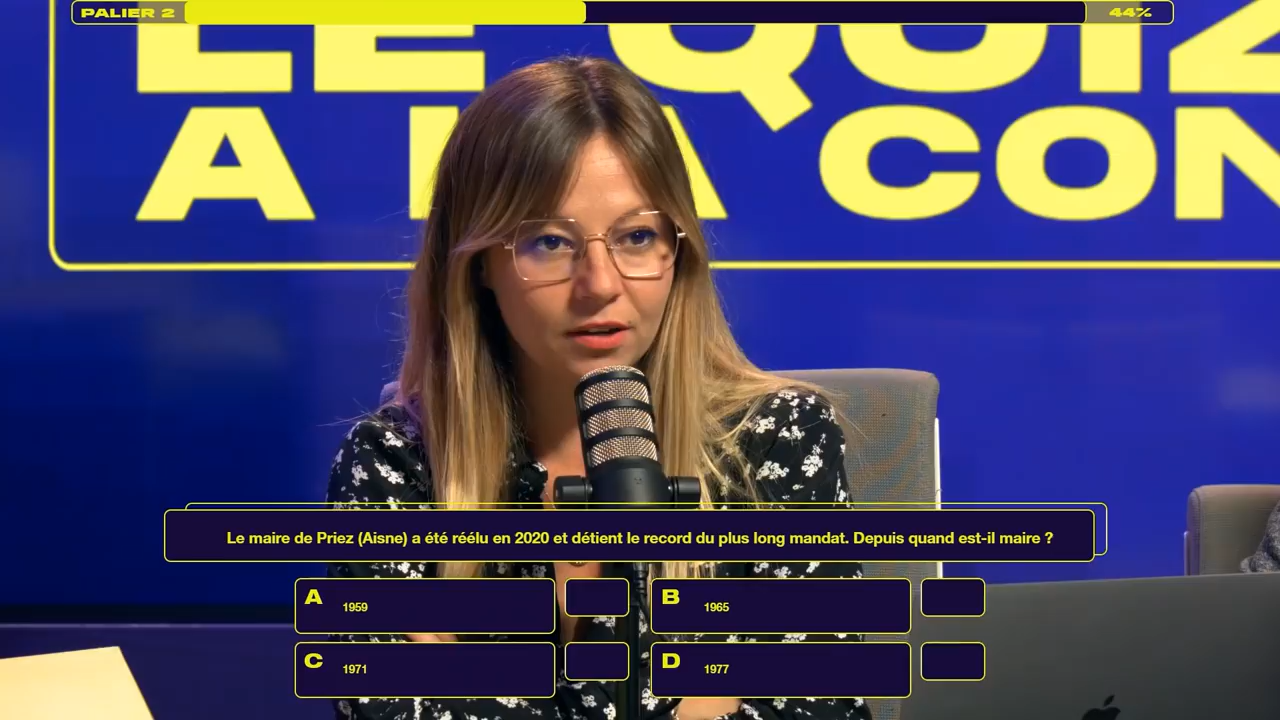 PALIER 2
44%
LE QUIZ
A LA CON
Le maire de Priez (Aisne) a été réélu en 2020 et détient le record du plus long mandat. Depuis quand est-il maire ?
A 1959
B 1965
C 1971
D 1977